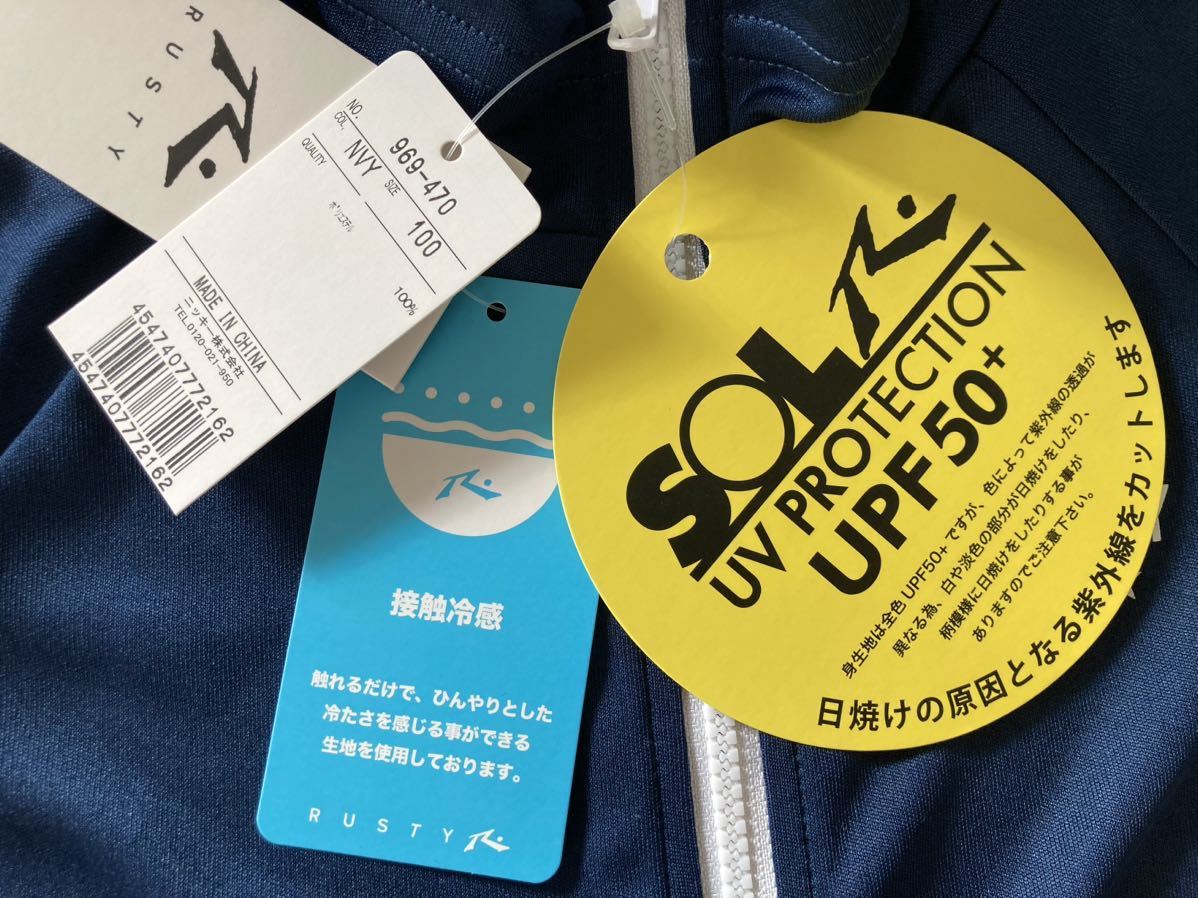 RUSTY
NO. 969-470
COL. NVY SIZE 100
QUALITY
ポリエステル 100%
MADE IN CHINA
ニッキー株式会社
TEL.0120-021-950
4547407772162
4547407772162
接触冷感
触れるだけで、ひんやりとした
冷たさを感じる事ができる
生地を使用しております。
RUSTY
SOL
UV PROTECTION
UPF 50+
身生地は全色 UPF50+ ですが、色によって紫外線の透過が
異なる為、白や淡色の部分が日焼けをしたり、
柄模様に日焼けをしたりする事が
ありますのでご注意下さい。
日焼けの原因となる紫外線をカットします